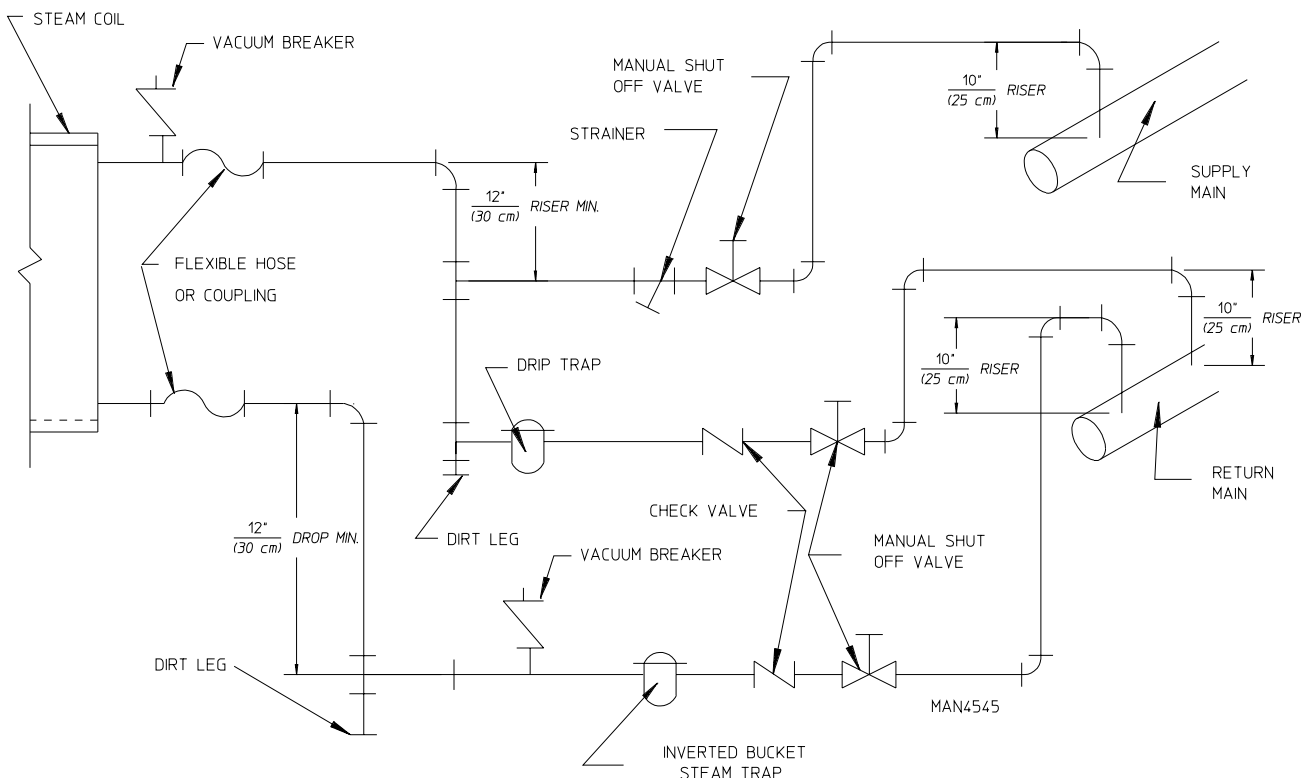 STEAM COIL
VACUUM BREAKER
MANUAL SHUT
OFF VALVE
10"
(25 cm) RISER
STRAINER
SUPPLY
MAIN
12"
(30 cm) RISER MIN.
FLEXIBLE HOSE
OR COUPLING
10"
(25 cm) RISER
10"
(25 cm) RISER
DRIP TRAP
RETURN
MAIN
CHECK VALVE
12"
(30 cm) DROP MIN.
DIRT LEG
MANUAL SHUT
OFF VALVE
VACUUM BREAKER
DIRT LEG
MAN4545
INVERTED BUCKET
STEAM TRAP